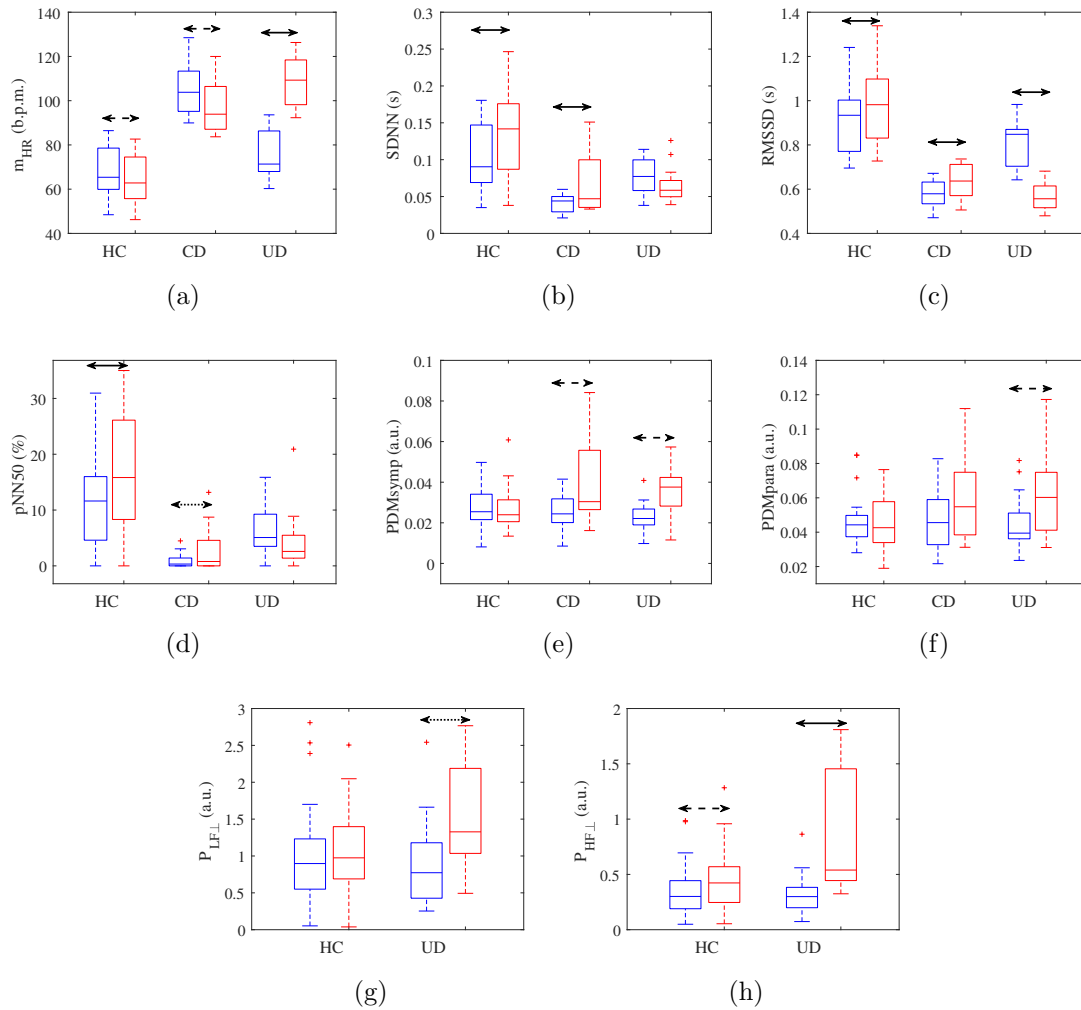 140
120
100
80
60
40
m_HR (b.p.m.)
HC CD UD
(a)
0.3
0.25
0.2
0.15
0.1
0.05
0
SDNN (s)
HC CD UD
(b)
1.4
1.2
1
0.8
0.6
0.4
RMSSD (s)
HC CD UD
(c)
30
20
10
0
pNN50 (%)
HC CD UD
(d)
0.1
0.08
0.06
0.04
0.02
0
PDMsymp (a.u.)
HC CD UD
(e)
0.14
0.12
0.1
0.08
0.06
0.04
0.02
PDMpara (a.u.)
HC CD UD
(f)
3
2.5
2
1.5
1
0.5
0
P_LF⊥ (a.u.)
HC UD
(g)
2
1.5
1
0.5
0
P_HF⊥ (a.u.)
HC UD
(h)